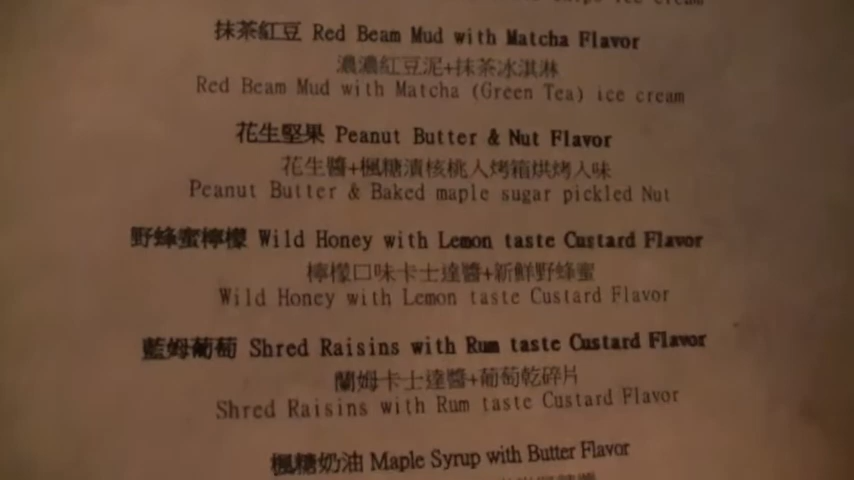 ice cream
抹茶紅豆 Red Beam Mud with Matcha Flavor
濃濃紅豆泥+抹茶冰淇淋
Red Beam Mud with Matcha (Green Tea) ice cream
花生堅果 Peanut Butter & Nut Flavor
花生醬+楓糖漬核桃入烤箱烘烤入味
Peanut Butter & Baked maple sugar pickled Nut
野蜂蜜檸檬 Wild Honey with Lemon taste Custard Flavor
檸檬口味卡士達醬+新鮮野蜂蜜
Wild Honey with Lemon taste Custard Flavor
藍姆葡萄 Shred Raisins with Rum taste Custard Flavor
蘭姆卡士達醬+葡萄乾碎片
Shred Raisins with Rum taste Custard Flavor
楓糖奶油 Maple Syrup with Butter Flavor